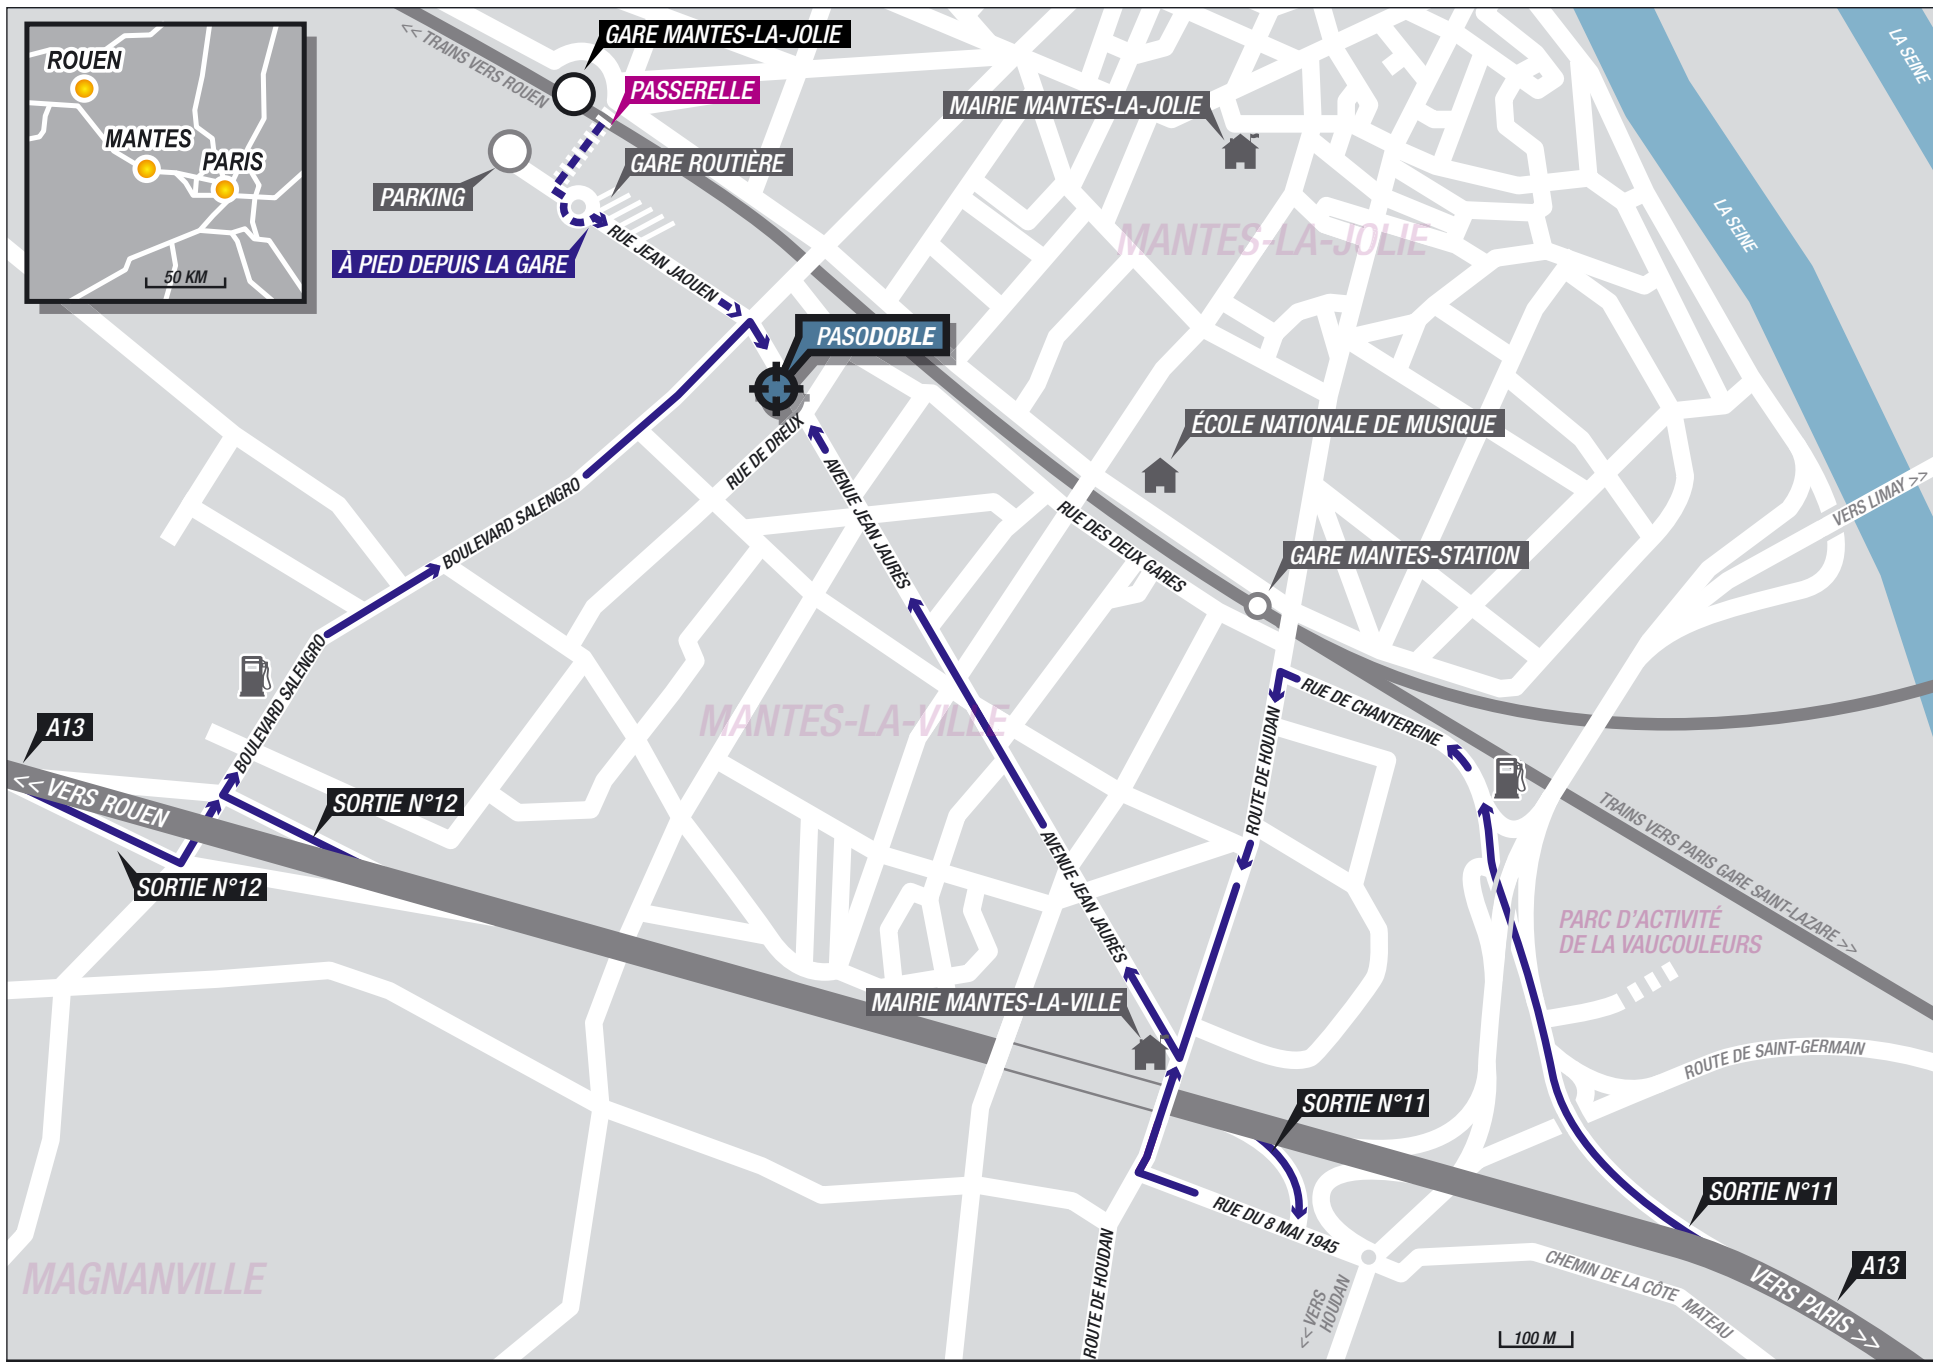 ROUEN
MANTES
PARIS
50 KM
<< TRAINS VERS ROUEN
GARE MANTES-LA-JOLIE
PASSERELLE
PARKING
GARE ROUTIÈRE
À PIED DEPUIS LA GARE
RUE JEAN JAOUEN
MAIRIE MANTES-LA-JOLIE
MANTES-LA-JOLIE
LA SEINE
LA SEINE
PASODOBLE
RUE DE DREUX
ÉCOLE NATIONALE DE MUSIQUE
VERS LIMAY >>
BOULEVARD SALENGRO
AVENUE JEAN JAURÈS
RUE DES DEUX GARES
GARE MANTES-STATION
BOULEVARD SALENGRO
MANTES-LA-VILLE
RUE DE CHANTEREINE
ROUTE DE HOUDAN
A13
<< VERS ROUEN
SORTIE N°12
SORTIE N°12
AVENUE JEAN JAURÈS
TRAINS VERS PARIS GARE SAINT-LAZARE >>
PARC D'ACTIVITÉ
DE LA VAUCOULEURS
MAIRIE MANTES-LA-VILLE
ROUTE DE SAINT-GERMAIN
SORTIE N°11
SORTIE N°11
RUE DU 8 MAI 1945
ROUTE DE HOUDAN
<< VERS
HOUDAN
CHEMIN DE LA CÔTE MATEAU
VERS PARIS >>
A13
MAGNANVILLE
100 M